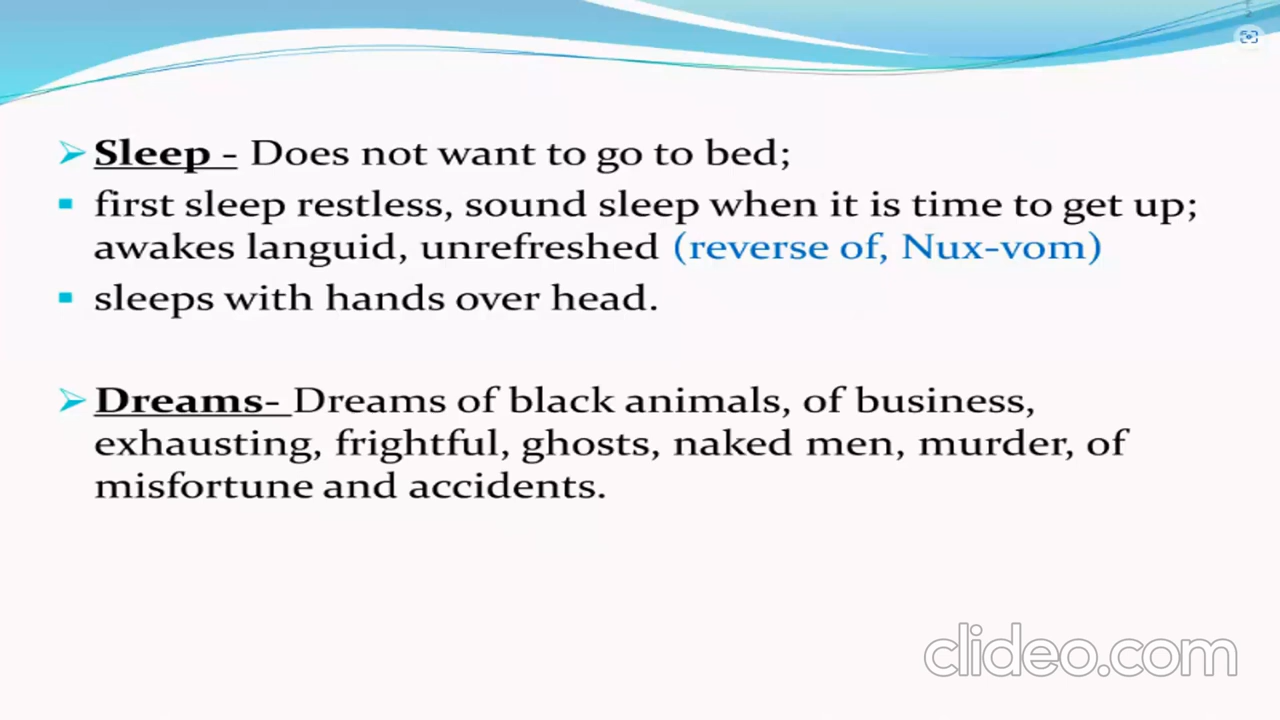 Sleep - Does not want to go to bed;
first sleep restless, sound sleep when it is time to get up;
awakes languid, unrefreshed (reverse of, Nux-vom)
sleeps with hands over head.
Dreams- Dreams of black animals, of business,
exhausting, frightful, ghosts, naked men, murder, of
misfortune and accidents.
clideo.com